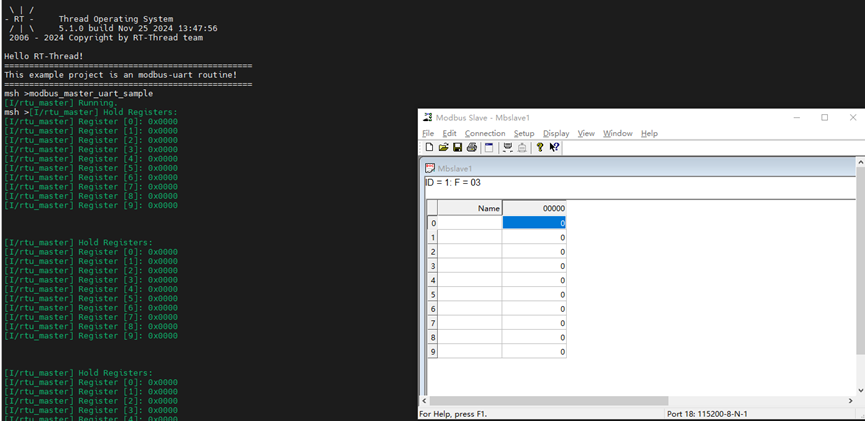 \ | /
- RT -     Thread Operating System
 / | \     5.1.0 build Nov 25 2024 13:47:56
 2006 - 2024 Copyright by RT-Thread team
Hello RT-Thread!
==================================================
This example project is an modbus-uart routine!
==================================================
msh >modbus_master_uart_sample
[I/rtu_master] Running.
msh >[I/rtu_master] Hold Registers:
[I/rtu_master] Register [0]: 0x0000
[I/rtu_master] Register [1]: 0x0000
[I/rtu_master] Register [2]: 0x0000
[I/rtu_master] Register [3]: 0x0000
[I/rtu_master] Register [4]: 0x0000
[I/rtu_master] Register [5]: 0x0000
[I/rtu_master] Register [6]: 0x0000
[I/rtu_master] Register [7]: 0x0000
[I/rtu_master] Register [8]: 0x0000
[I/rtu_master] Register [9]: 0x0000
[I/rtu_master] Hold Registers:
[I/rtu_master] Register [0]: 0x0000
[I/rtu_master] Register [1]: 0x0000
[I/rtu_master] Register [2]: 0x0000
[I/rtu_master] Register [3]: 0x0000
[I/rtu_master] Register [4]: 0x0000
[I/rtu_master] Register [5]: 0x0000
[I/rtu_master] Register [6]: 0x0000
[I/rtu_master] Register [7]: 0x0000
[I/rtu_master] Register [8]: 0x0000
[I/rtu_master] Register [9]: 0x0000
[I/rtu_master] Hold Registers:
[I/rtu_master] Register [0]: 0x0000
[I/rtu_master] Register [1]: 0x0000
[I/rtu_master] Register [2]: 0x0000
[I/rtu_master] Register [3]: 0x0000
[I/rtu_master] Register [4]: 0x0000
Modbus Slave - Mbslave1
File Edit Connection Setup Display View Window Help
Mbslave1
ID = 1: F = 03
Name 00000
0 0
1 0
2 0
3 0
4 0
5 0
6 0
7 0
8 0
9 0
For Help, press F1. Port 18: 115200-8-N-1